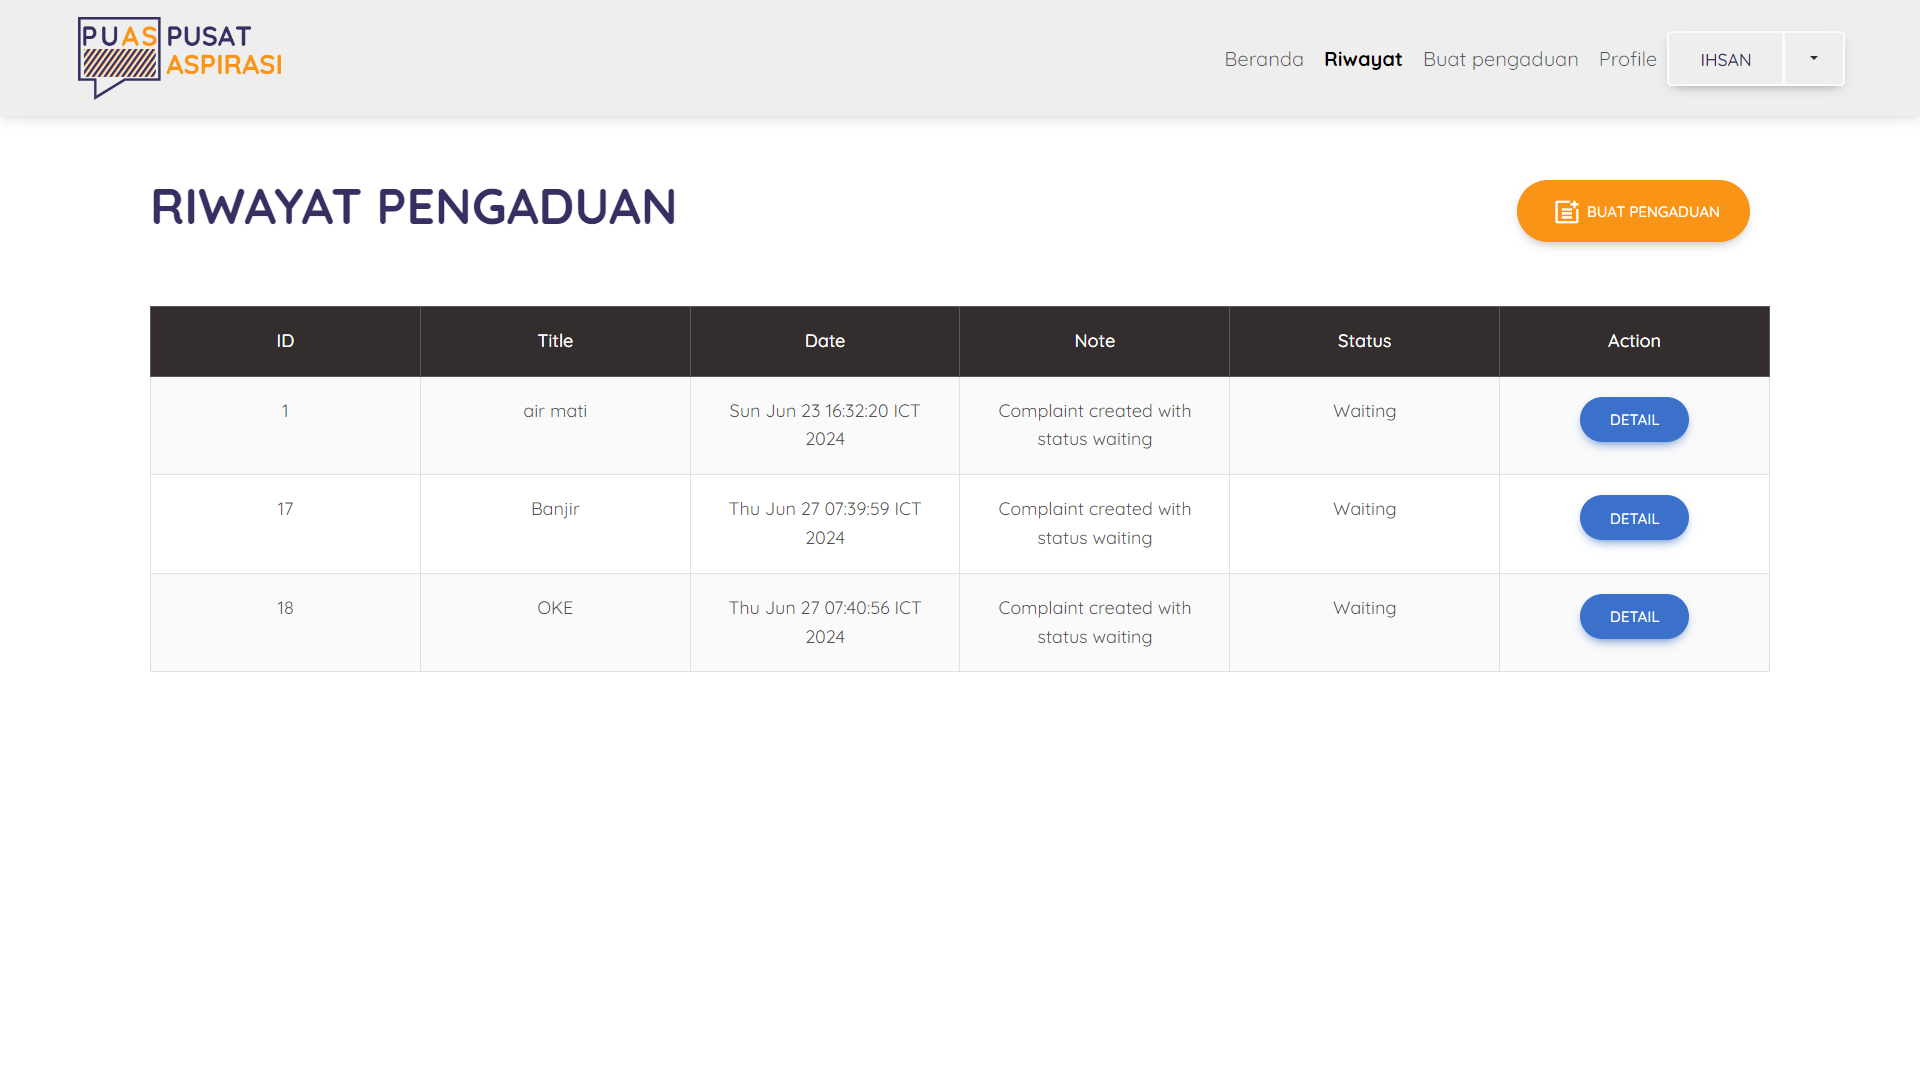 PUAS PUSAT
ASPIRASI
Beranda Riwayat Buat pengaduan Profile IHSAN
RIWAYAT PENGADUAN
BUAT PENGADUAN
ID Title Date Note Status Action
1 air mati Sun Jun 23 16:32:20 ICT Complaint created with Waiting DETAIL
2024 status waiting
17 Banjir Thu Jun 27 07:39:59 ICT Complaint created with Waiting DETAIL
2024 status waiting
18 OKE Thu Jun 27 07:40:56 ICT Complaint created with Waiting DETAIL
2024 status waiting